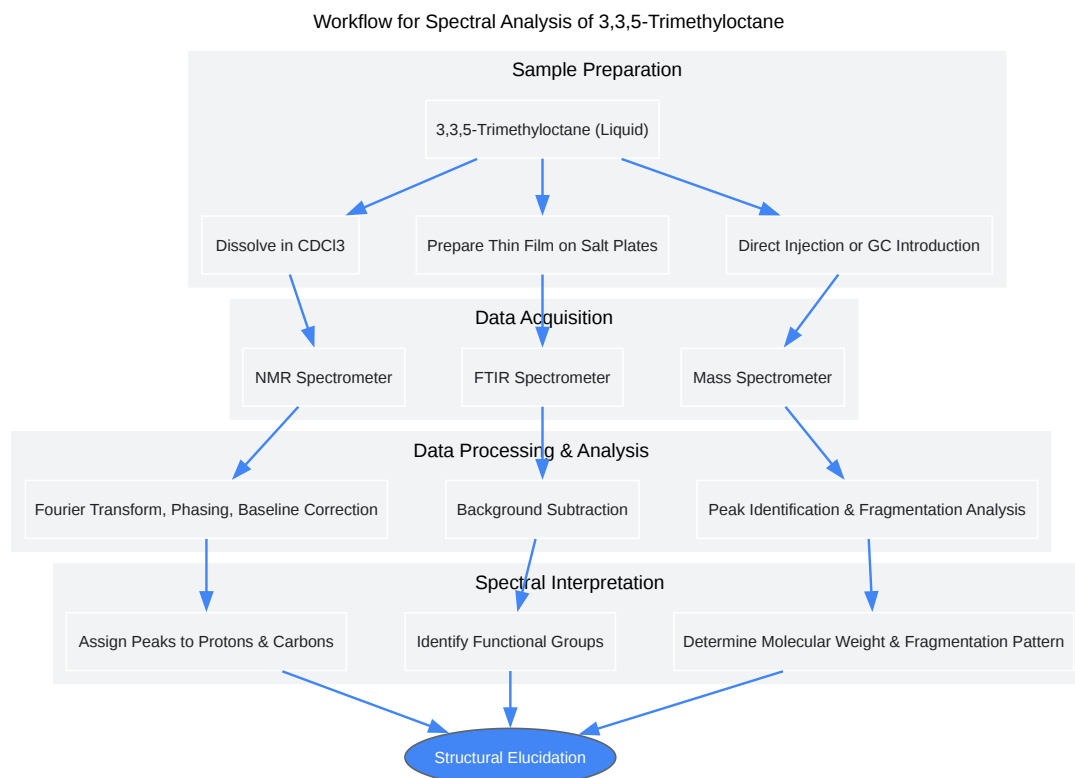 Workflow for Spectral Analysis of 3,3,5-Trimethyloctane
Sample Preparation
3,3,5-Trimethyloctane (Liquid)
Dissolve in CDCl3
Prepare Thin Film on Salt Plates
Direct Injection or GC Introduction
Data Acquisition
NMR Spectrometer
FTIR Spectrometer
Mass Spectrometer
Data Processing & Analysis
Fourier Transform, Phasing, Baseline Correction
Background Subtraction
Peak Identification & Fragmentation Analysis
Spectral Interpretation
Assign Peaks to Protons & Carbons
Identify Functional Groups
Determine Molecular Weight & Fragmentation Pattern
Structural Elucidation